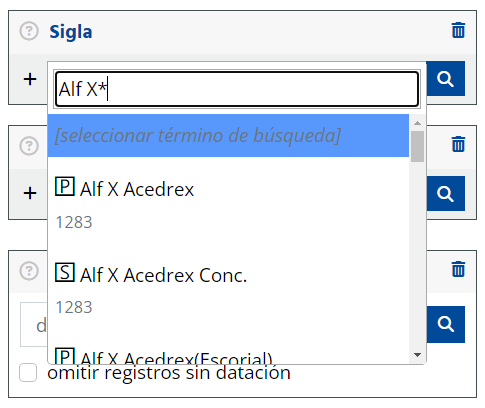 ? Sigla
+ Alf X*
[seleccionar término de búsqueda]
?
+
P Alf X Acedrex
1283
S Alf X Acedrex Conc.
?
1283
d
P Alf X Acedrex(Escorial)
omitir registros sin datación